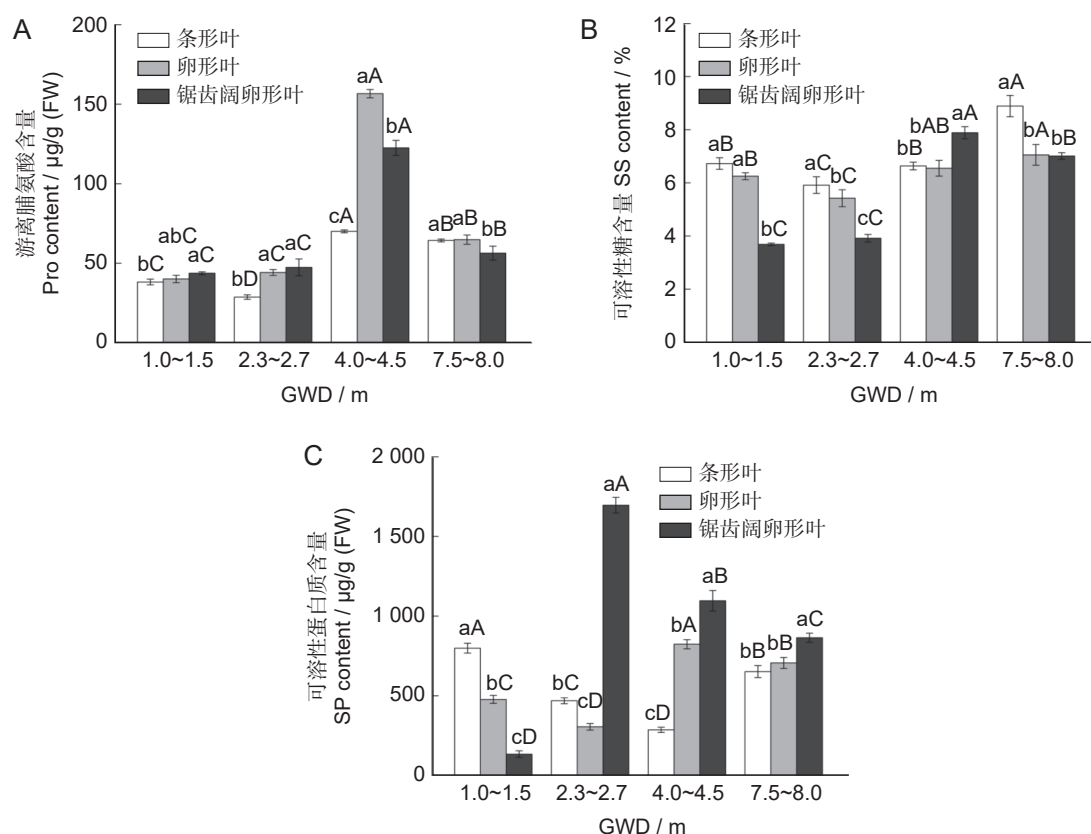 A
游离脯氨酸含量
Pro content / μg/g (FW)
200
150
100
50
0
条形叶
卵形叶
锯齿阔卵形叶
bC abC aC
bD aC aC
cA aA bA
aB aB bB
1.0~1.5 2.3~2.7 4.0~4.5 7.5~8.0
GWD / m
B
可溶性糖含量 SS content / %
12
10
8
6
4
2
0
条形叶
卵形叶
锯齿阔卵形叶
aB aB bC
aC bC cC
bB bAB aA
aA bA bB
1.0~1.5 2.3~2.7 4.0~4.5 7.5~8.0
GWD / m
C
可溶性蛋白质含量
SP content / μg/g (FW)
2 000
1 500
1 000
500
0
条形叶
卵形叶
锯齿阔卵形叶
aA bC cD
bC cD aA
cD bA aB
bB bB aC
1.0~1.5 2.3~2.7 4.0~4.5 7.5~8.0
GWD / m